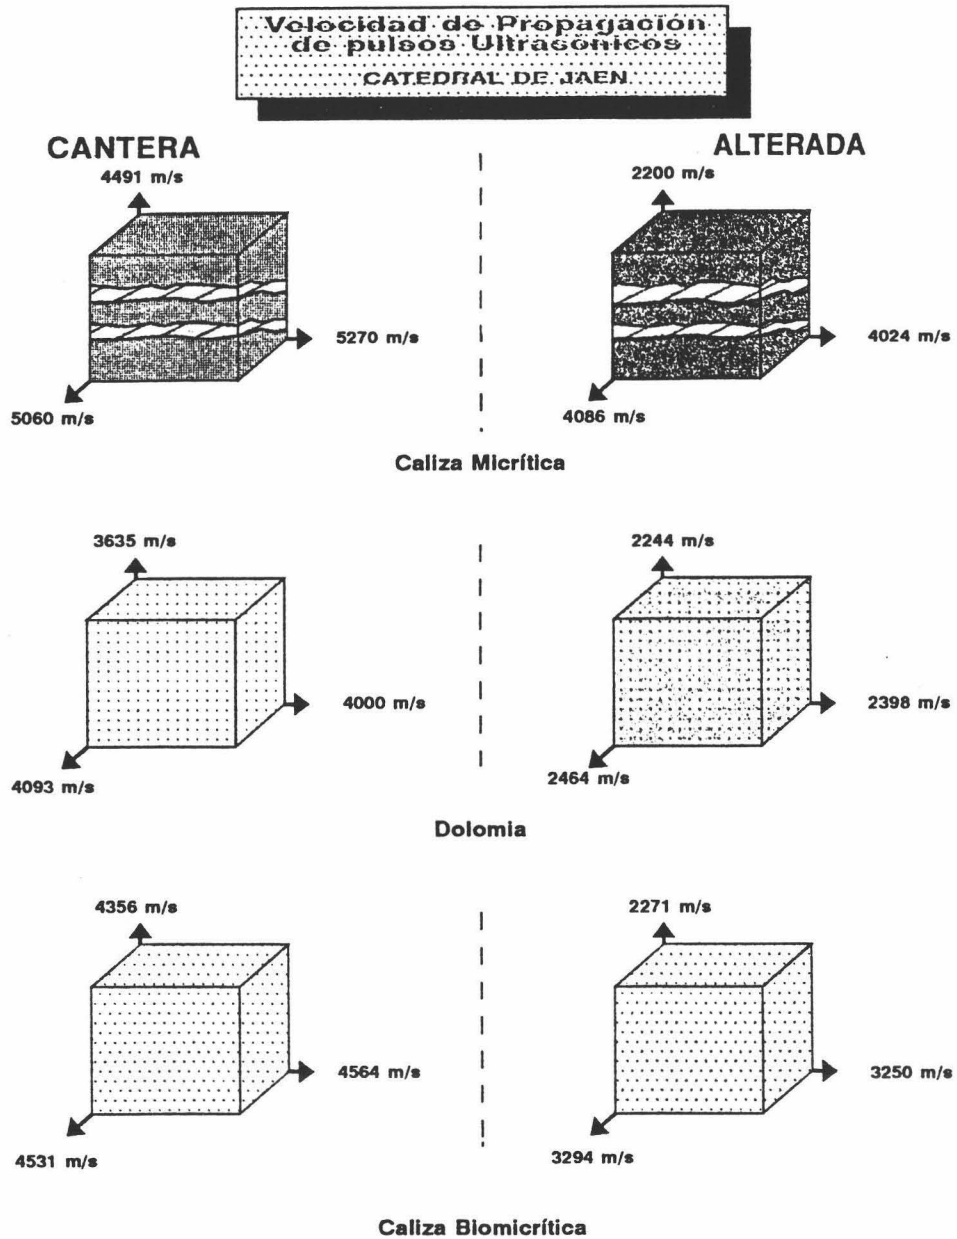 Velocidad de Propagación
de pulsos Ultrasónicos
CATEDRAL DE JAEN
CANTERA
ALTERADA
4491 m/s
2200 m/s
5270 m/s
4024 m/s
5060 m/s
4086 m/s
Caliza Micrítica
3635 m/s
2244 m/s
4000 m/s
2398 m/s
4093 m/s
2464 m/s
Dolomia
4356 m/s
2271 m/s
4564 m/s
3250 m/s
4531 m/s
3294 m/s
Caliza Biomicrítica